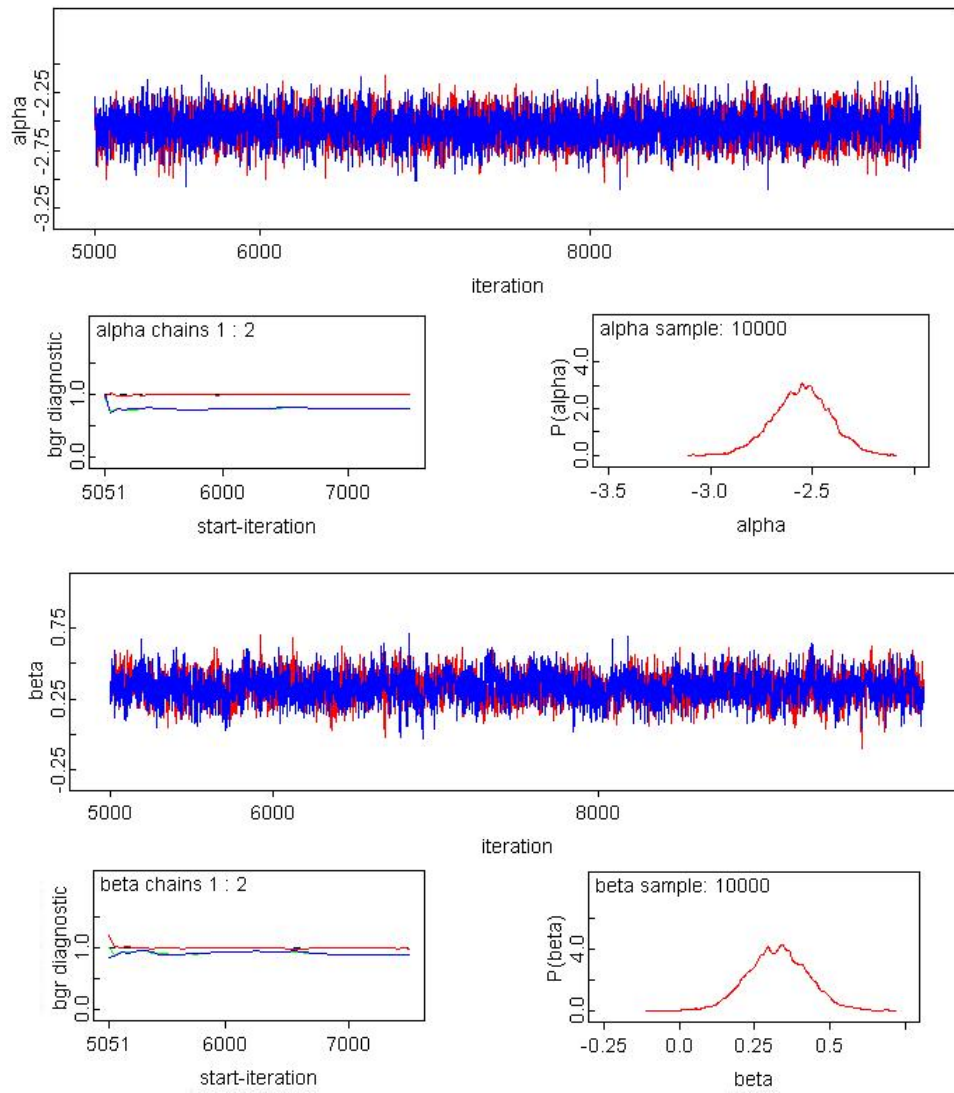 alpha
-3.25 -2.75 -2.25
5000 6000 8000
iteration
alpha chains 1 : 2
bgr diagnostic
0.0 1.0
5051 6000 7000
start-iteration
alpha sample: 10000
P(alpha)
0.0 2.0 4.0
-3.5 -3.0 -2.5
alpha
beta
-0.25 0.25 0.75
5000 6000 8000
iteration
beta chains 1 : 2
bgr diagnostic
0.0 1.0
5051 6000 7000
start-iteration
beta sample: 10000
P(beta)
0.0 4.0
-0.25 0.0 0.25 0.5
beta